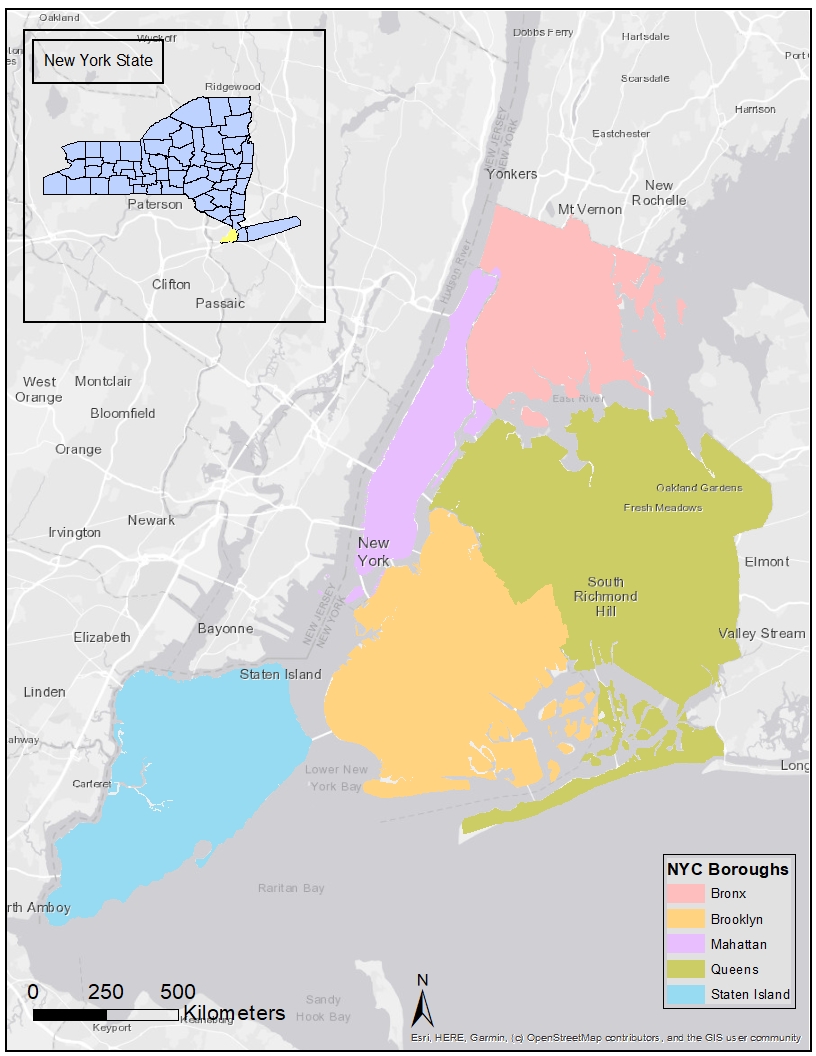 Oakland
Wyckoff
New York State
Ridgewood
Paterson
Clifton
Passaic
Dobbs Ferry
Hartsdale
Port
Scarsdale
Harrison
Eastchester
NEW JERSEY
NEW YORK
Yonkers
New
Rochelle
Mt Vernon
Hudson River
West
Orange
Montclair
Bloomfield
East River
Orange
Oakland Gardens
Fresh Meadows
Newark
Irvington
New
York
Elmont
South
Richmond
Hill
NEW JERSEY
NEW YORK
Bayonne
Elizabeth
Valley Stream
Staten Island
Linden
ahway
Lower New
York Bay
Long
Carteret
Raritan Bay
rth Amboy
NYC Boroughs
Bronx
Brooklyn
Mahattan
Queens
Staten Island
0 250 500
Kilometers
Keyport
Sandy
Hook Bay
N
Esri, HERE, Garmin, (c) OpenStreetMap contributors, and the GIS user community